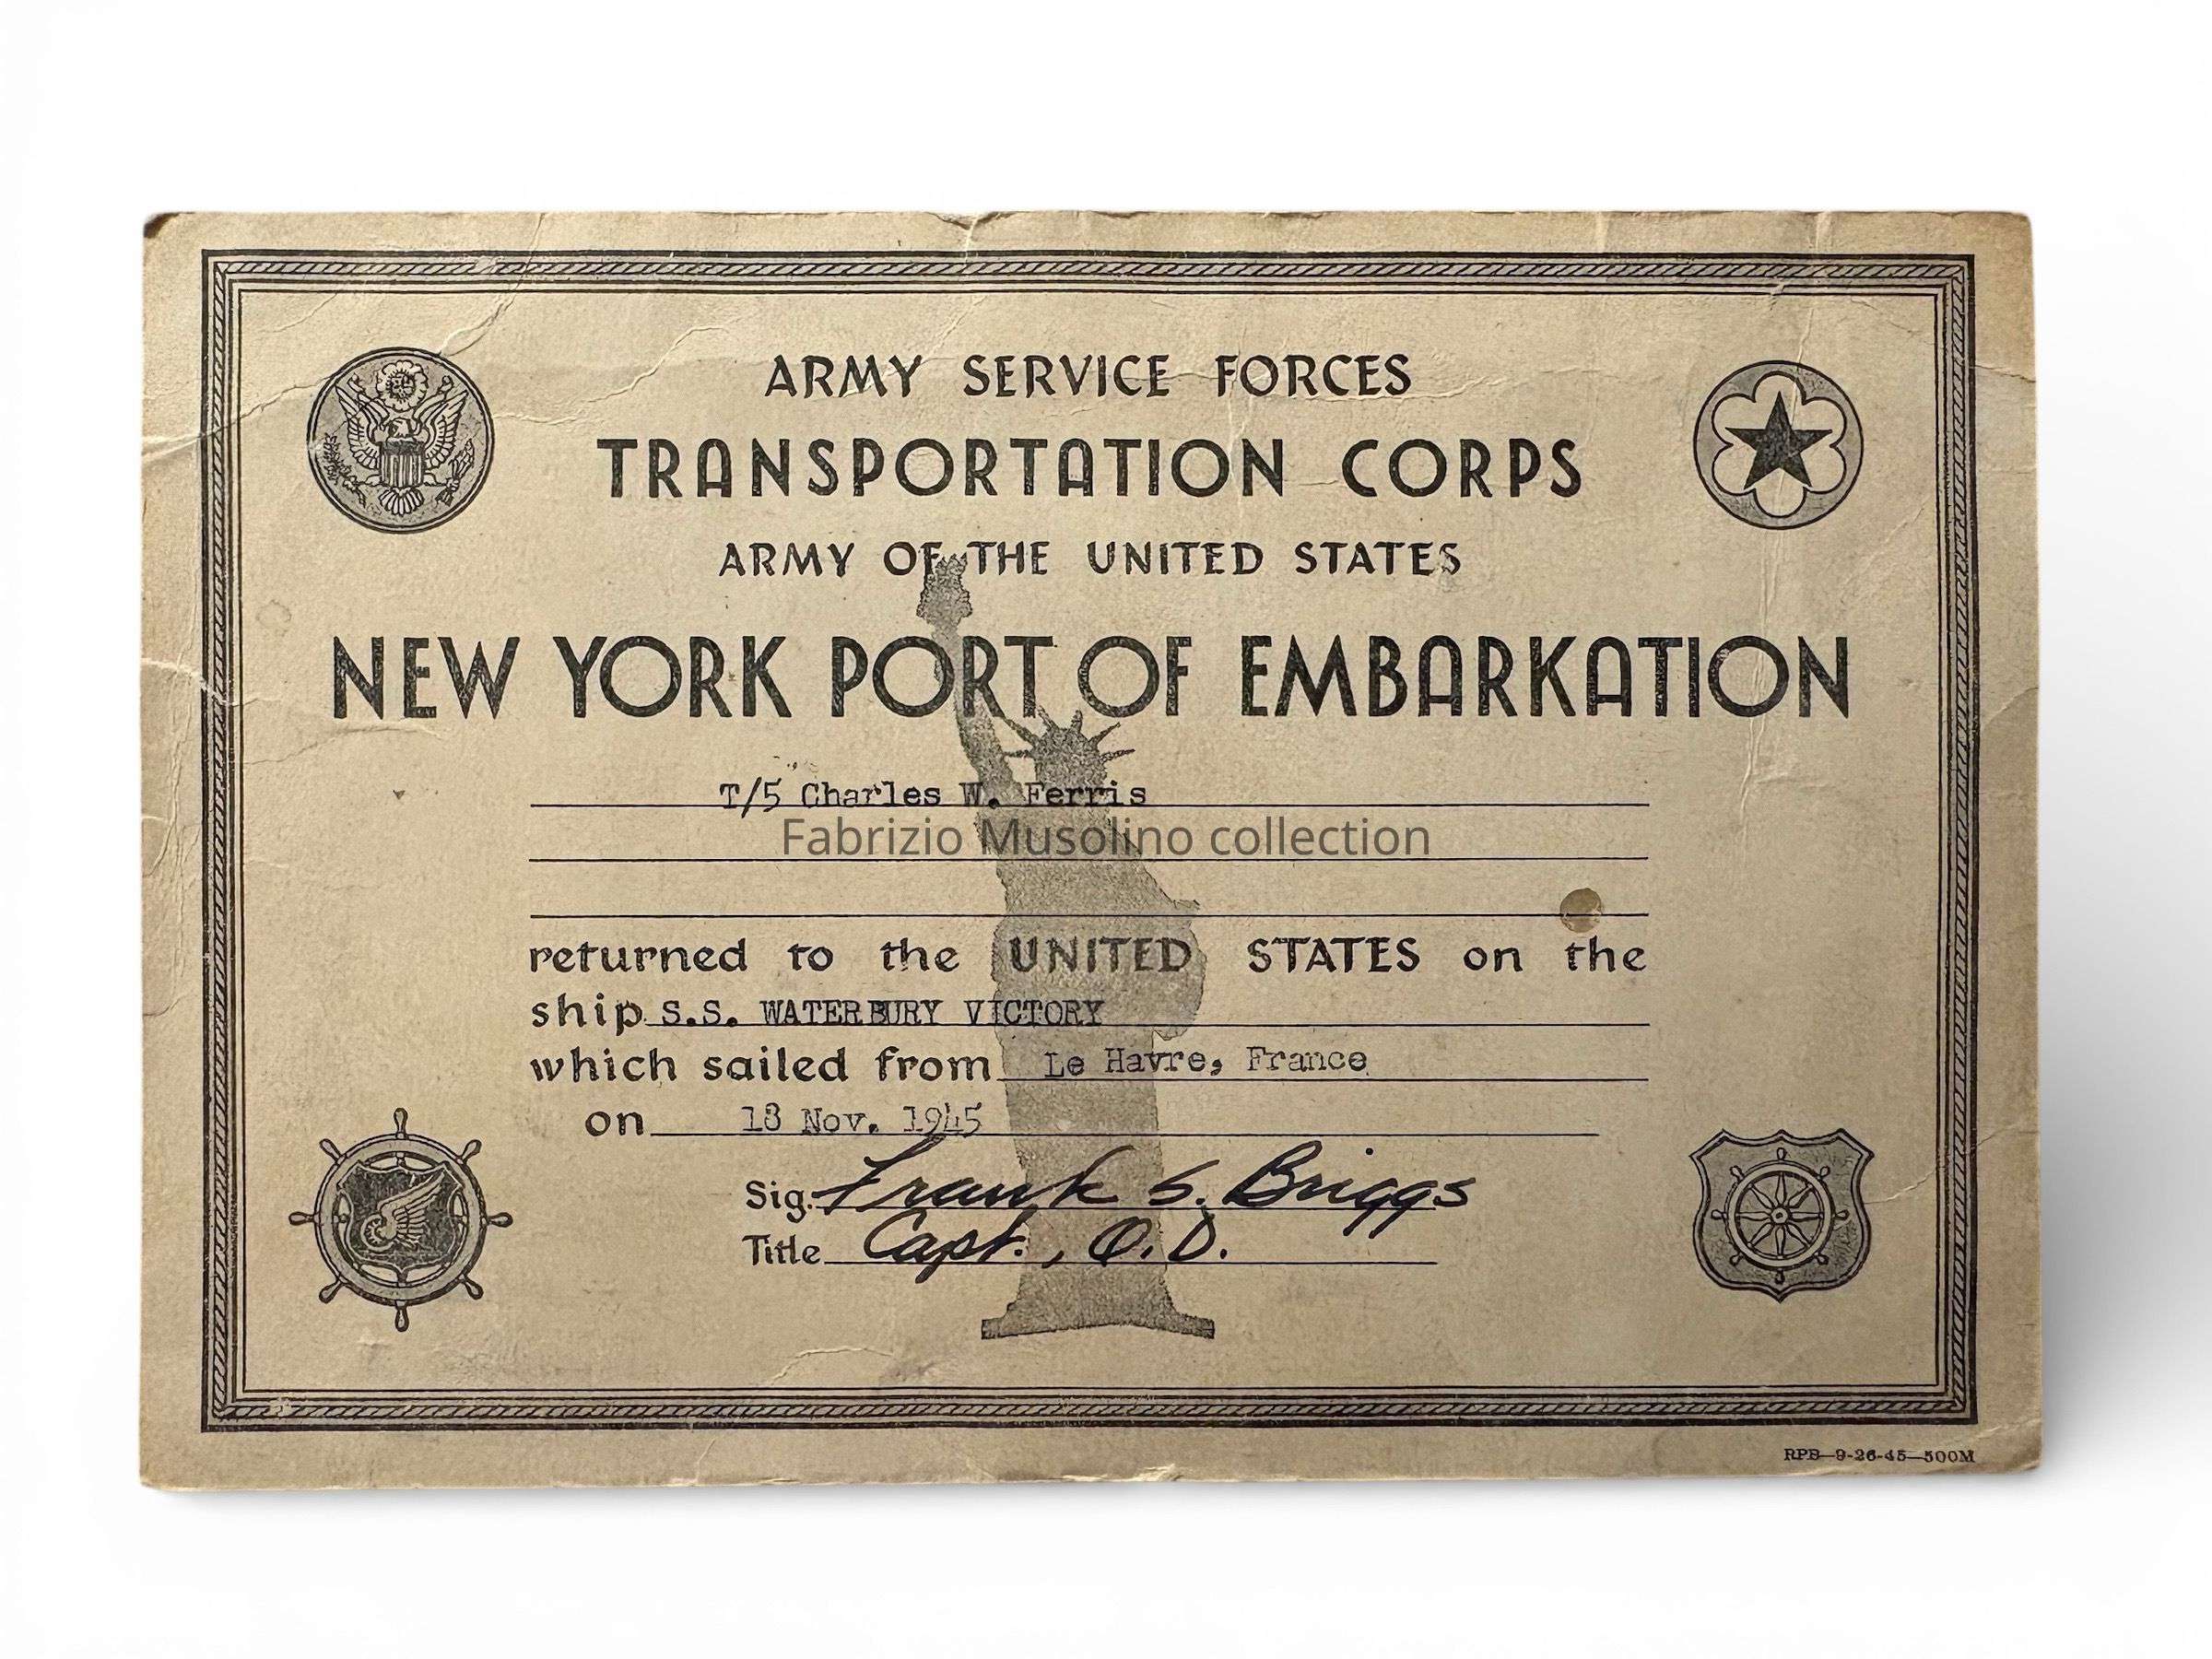 ARMY SERVICE FORCES
TRANSPORTATION CORPS
ARMY OF THE UNITED STATES
NEW YORK PORT OF EMBARKATION
T/5 Charles W. Ferris
Fabrizio Musolino collection
returned to the UNITED STATES on the
ship S.S. WATERBURY VICTORY
which sailed from Le Havre, France
on 18 Nov. 1945
Sig. Frank S. Briggs
Title Capt., O.D.
RPB—9-26-45—500M